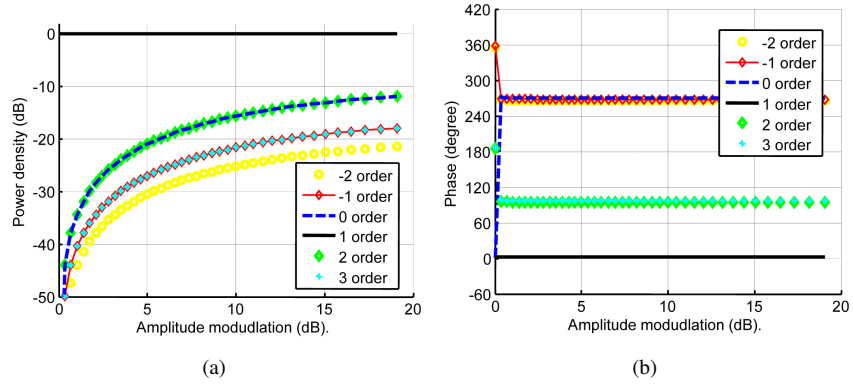 0
-10
-20
-30
-40
-50
0
5
10
15
20
Power density (dB)
Amplitude modudlation (dB).
-2 order
-1 order
0 order
1 order
2 order
3 order
(a)
420
360
300
240
180
120
60
0
-60
0
5
10
15
20
Phase (degree)
Amplitude modudlation (dB).
-2 order
-1 order
0 order
1 order
2 order
3 order
(b)